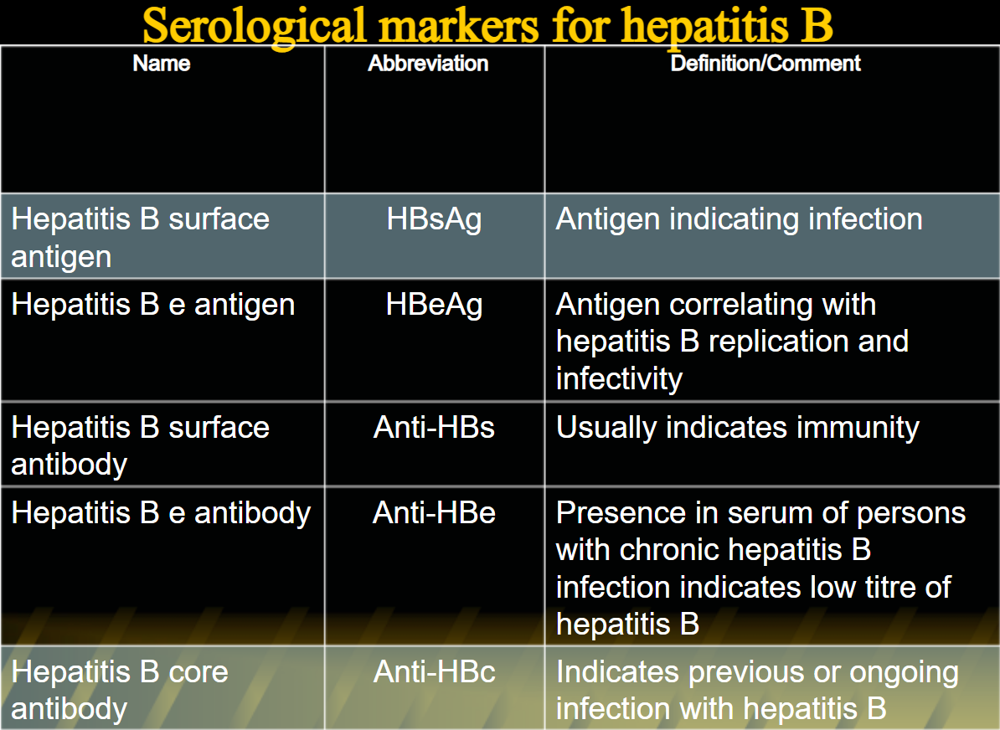 Serological markers for hepatitis B
Name Abbreviation Definition/Comment
Hepatitis B surface
antigen
HBsAg
Antigen indicating infection
Hepatitis B e antigen
HBeAg
Antigen correlating with
hepatitis B replication and
infectivity
Hepatitis B surface
antibody
Anti-HBs
Usually indicates immunity
Hepatitis B e antibody
Anti-HBe
Presence in serum of persons
with chronic hepatitis B
infection indicates low titre of
hepatitis B
Hepatitis B core
antibody
Anti-HBc
Indicates previous or ongoing
infection with hepatitis B